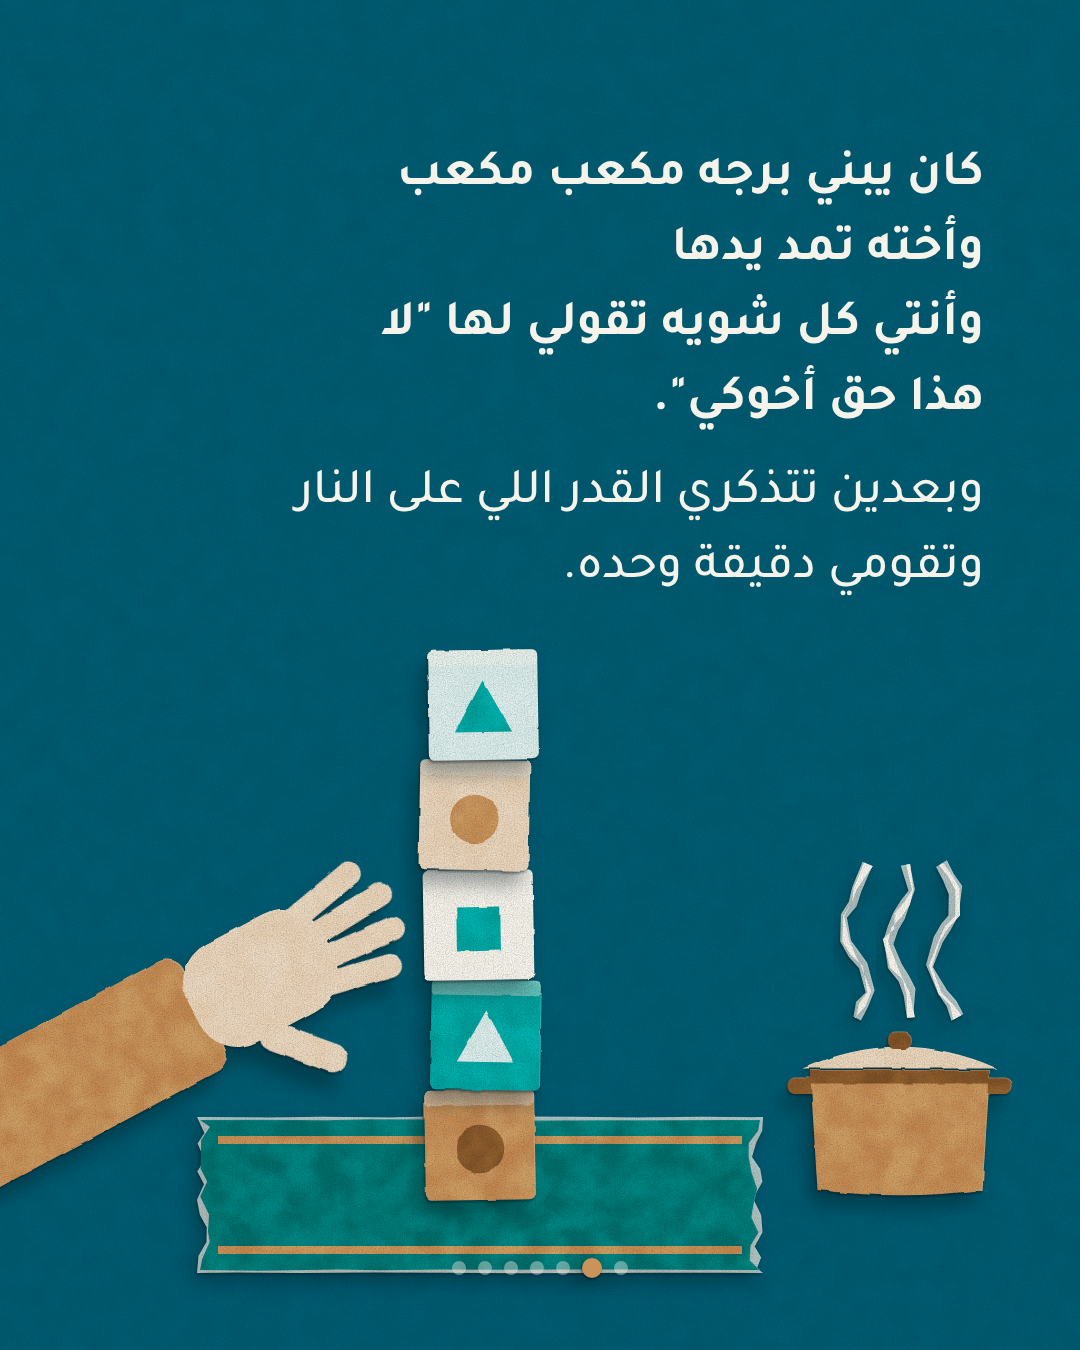 كان يبني برجه مكعب مكعب
وأخته تمد يدها
وأنتي كل شويه تقولي لها "لا
هذا حق أخوكي".
وبعدين تتذكري القدر اللي على النار
وتقومي دقيقة وحده.